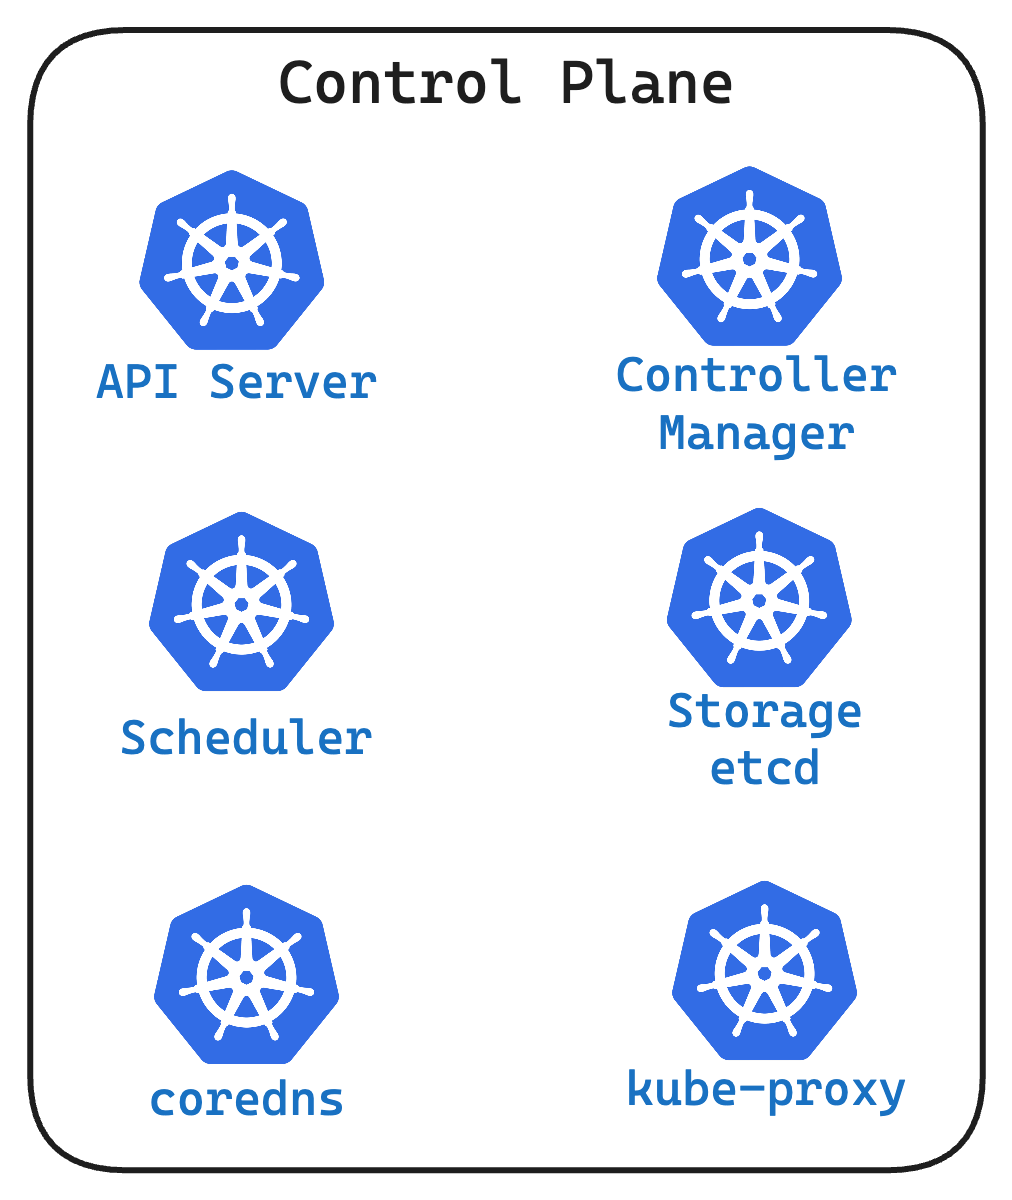 Control Plane
API Server
Controller
Manager
Scheduler
Storage
etcd
coredns
kube-proxy